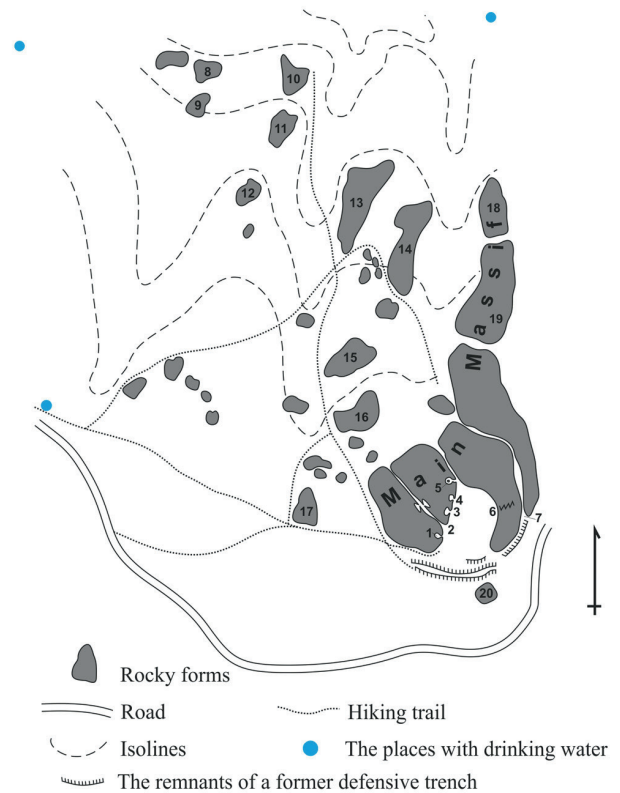 8
10
9
11
12
13
18
14
19
Massif
15
16
Main
5
4
3
6
7
17
1
2
20
Rocky forms
Road
Hiking trail
Isolines
The places with drinking water
The remnants of a former defensive trench